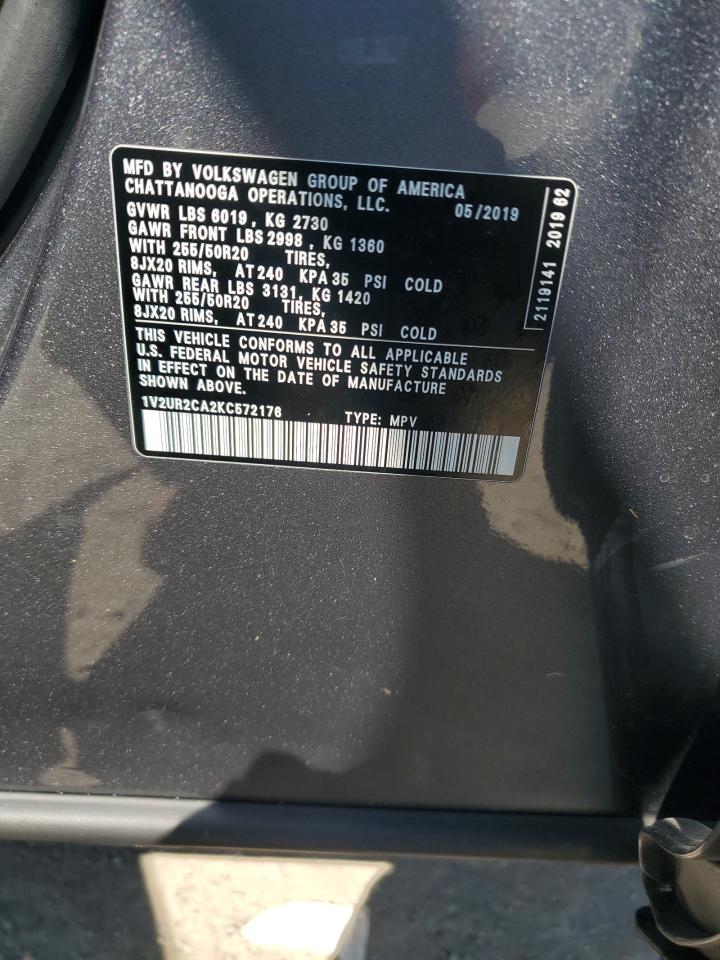 MFD BY VOLKSWAGEN GROUP OF AMERICA
CHATTANOOGA OPERATIONS, LLC. 05/2019
GVWR LBS 6019, KG 2730
GAWR FRONT LBS 2998, KG 1360
WITH 255/50R20 TIRES,
8JX20 RIMS, AT 240 KPA 35 PSI COLD
GAWR REAR LBS 3131, KG 1420
WITH 255/50R20 TIRES,
8JX20 RIMS, AT 240 KPA 35 PSI COLD
THIS VEHICLE CONFORMS TO ALL APPLICABLE
U.S. FEDERAL MOTOR VEHICLE SAFETY STANDARDS
IN EFFECT ON THE DATE OF MANUFACTURE
SHOWN ABOVE.
1V2UR2CA2KC572176 TYPE: MPV
2119141 2019 62